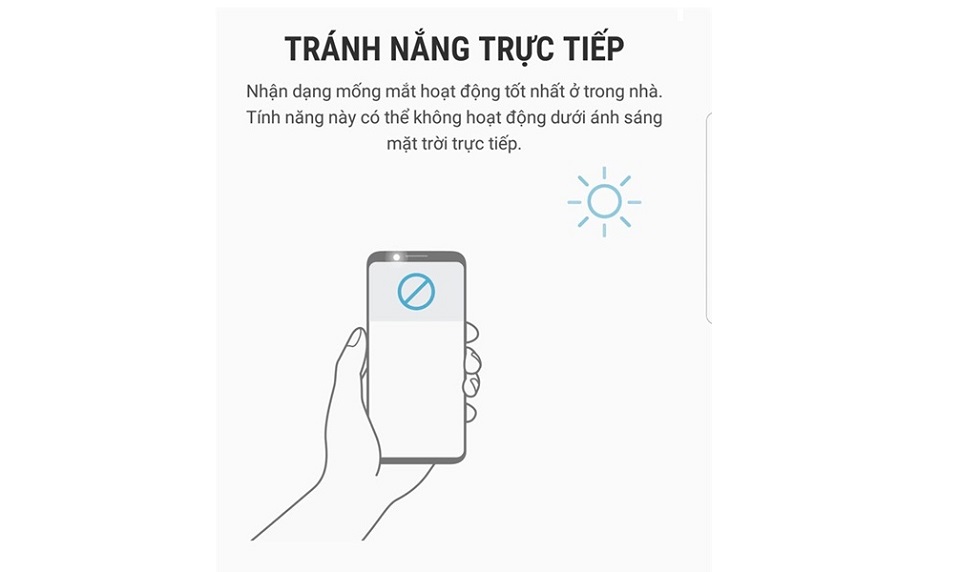 TRÁNH NẮNG TRỰC TIẾP
Nhận dạng mống mắt hoạt động tốt nhất ở trong nhà.
Tính năng này có thể không hoạt động dưới ánh sáng
mặt trời trực tiếp.